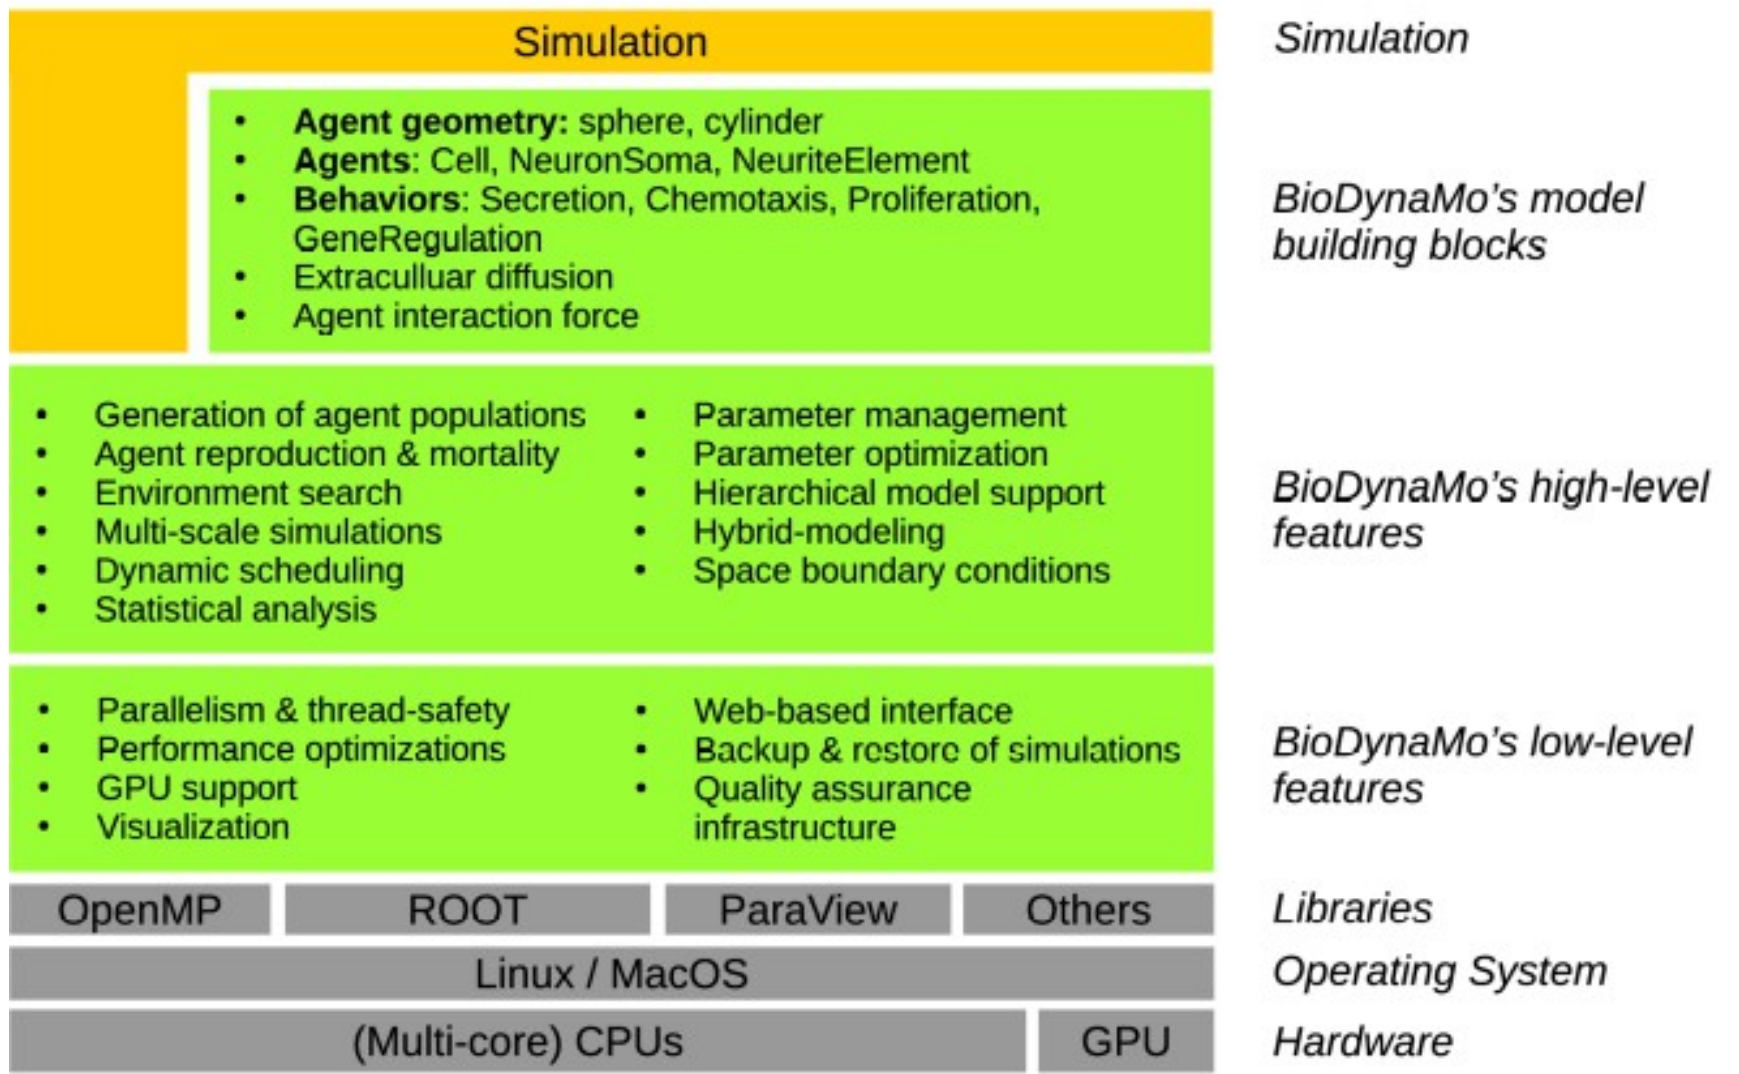 Simulation
Simulation
• Agent geometry: sphere, cylinder
• Agents: Cell, NeuronSoma, NeuriteElement
• Behaviors: Secretion, Chemotaxis, Proliferation,
GeneRegulation
• Extraculluar diffusion
• Agent interaction force
BioDynaMo's model
building blocks
• Generation of agent populations
• Agent reproduction & mortality
• Environment search
• Multi-scale simulations
• Dynamic scheduling
• Statistical analysis
• Parameter management
• Parameter optimization
• Hierarchical model support
• Hybrid-modeling
• Space boundary conditions
BioDynaMo's high-level
features
• Parallelism & thread-safety
• Performance optimizations
• GPU support
• Visualization
• Web-based interface
• Backup & restore of simulations
• Quality assurance
infrastructure
BioDynaMo's low-level
features
OpenMP
ROOT
ParaView
Others
Libraries
Linux / MacOS
Operating System
(Multi-core) CPUs
GPU
Hardware